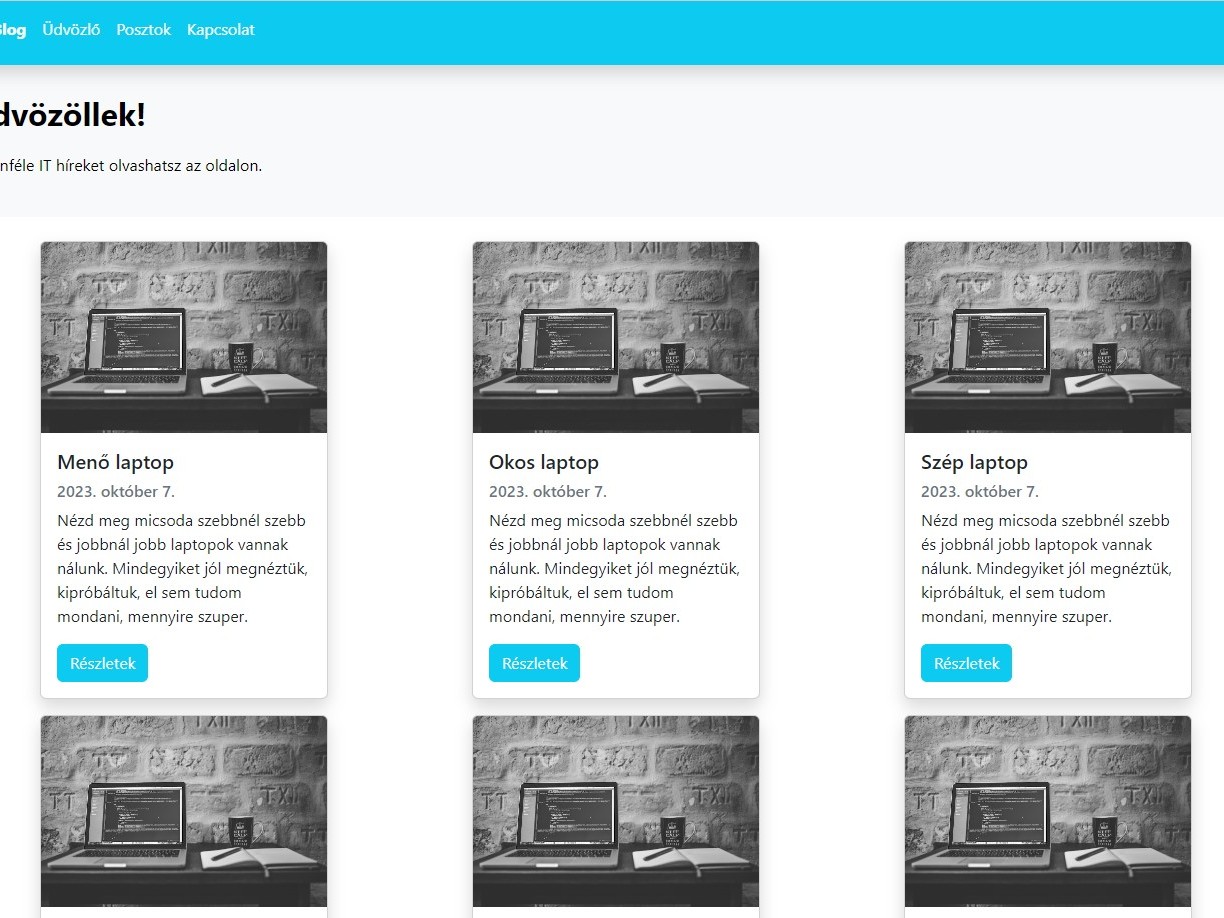 Blog Üdvözlő Posztok Kapcsolat
dvözöllek!
nféle IT híreket olvashatsz az oldalon.
Menő laptop
2023. október 7.
Nézd meg micsoda szebbnél szebb
és jobbnál jobb laptopok vannak
nálunk. Mindegyiket jól megnéztük,
kipróbáltuk, el sem tudom
mondani, mennyire szuper.
Részletek
Okos laptop
2023. október 7.
Nézd meg micsoda szebbnél szebb
és jobbnál jobb laptopok vannak
nálunk. Mindegyiket jól megnéztük,
kipróbáltuk, el sem tudom
mondani, mennyire szuper.
Részletek
Szép laptop
2023. október 7.
Nézd meg micsoda szebbnél szebb
és jobbnál jobb laptopok vannak
nálunk. Mindegyiket jól megnéztük,
kipróbáltuk, el sem tudom
mondani, mennyire szuper.
Részletek